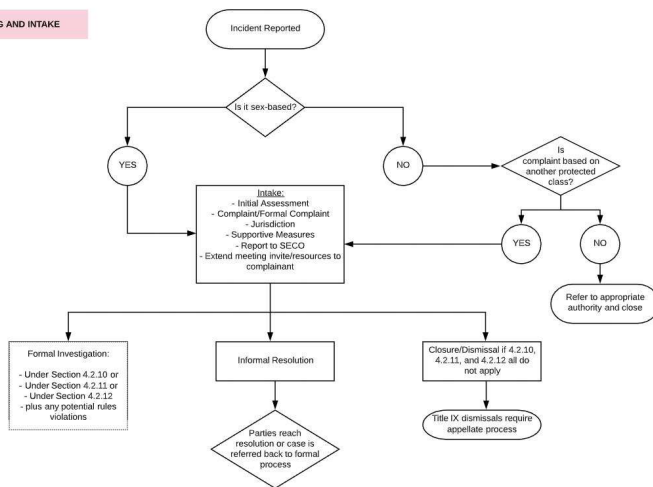 G AND INTAKE
Incident Reported
Is it sex-based?
YES
NO
Is
complaint based on
another protected
class?
Intake:
- Initial Assessment
- Complaint/Formal Complaint
- Jurisdiction
- Supportive Measures
- Report to SECO
- Extend meeting invite/resources to
complainant
YES
NO
Refer to appropriate
authority and close
Formal Investigation:
- Under Section 4.2.10 or
- Under Section 4.2.11 or
- Under Section 4.2.12
- plus any potential rules
violations
Informal Resolution
Closure/Dismissal if 4.2.10,
4.2.11, and 4.2.12 all do
not apply
Parties reach
resolution or case is
referred back to formal
process
Title IX dismissals require
appellate process